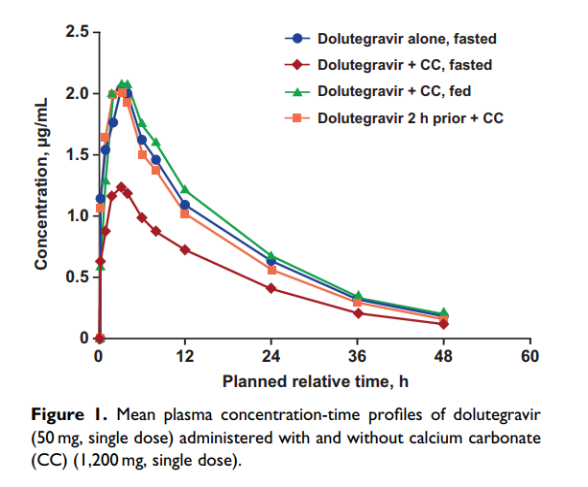 2.5
2.0
1.5
1.0
0.5
0
Concentration, µg/mL
Dolutegravir alone, fasted
Dolutegravir + CC, fasted
Dolutegravir + CC, fed
Dolutegravir 2 h prior + CC
0 12 24 36 48 60
Planned relative time, h
Figure 1. Mean plasma concentration-time profiles of dolutegravir
(50 mg, single dose) administered with and without calcium carbonate
(CC) (1,200 mg, single dose).